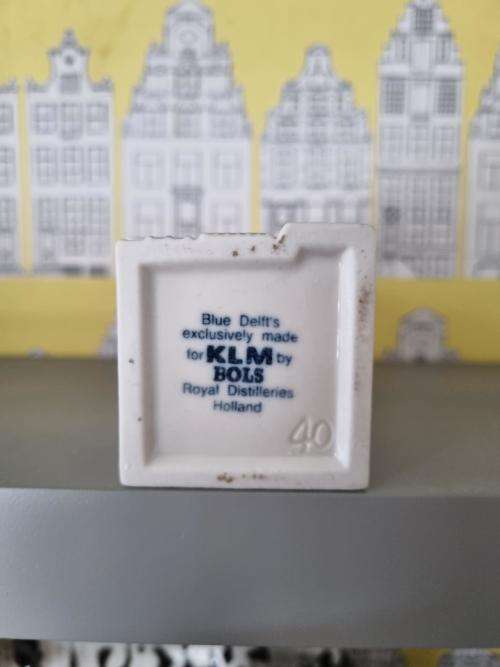 Blue Delft's
exclusively made
for KLM by
BOLS
Royal Distilleries
Holland
40